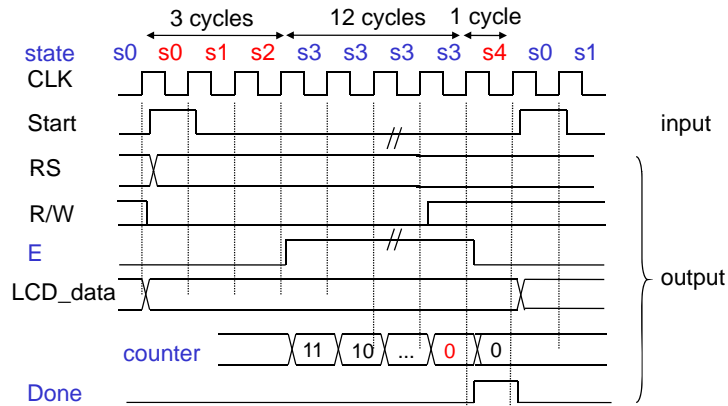 3 cycles 12 cycles 1 cycle
state s0 s0 s1 s2 s3 s3 s3 s3 s4 s0 s1
CLK
Start input
RS
R/W
E
output
LCD_data
counter 11 10 ... 0 0
Done